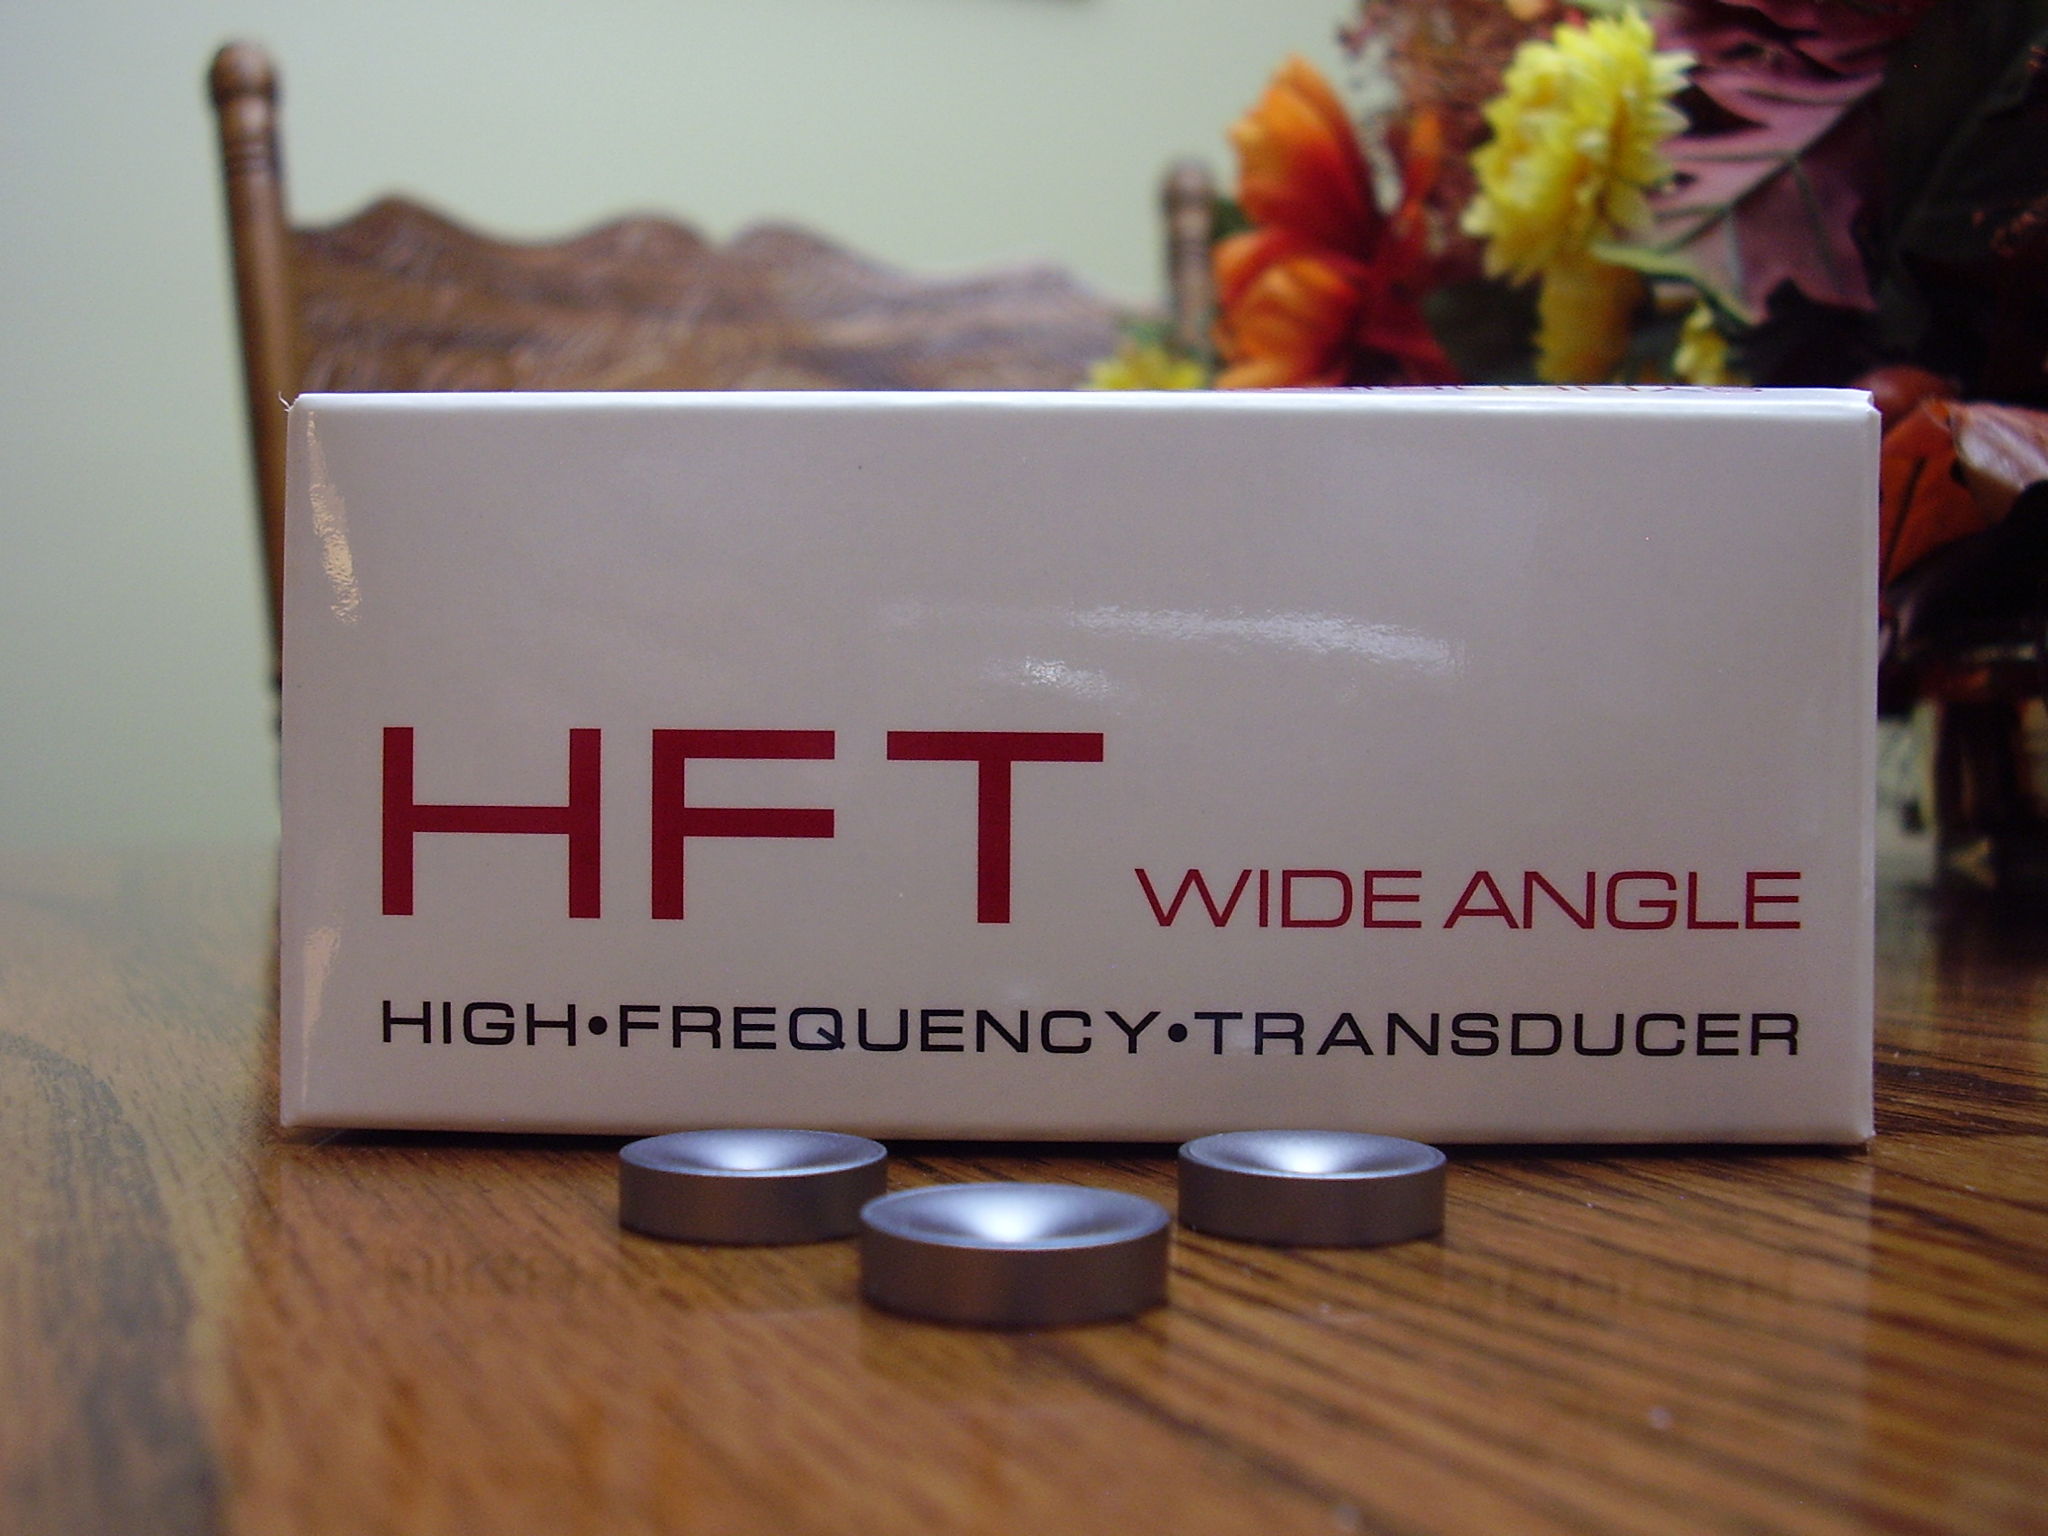 HFT WIDE ANGLE
HIGH•FREQUENCY•TRANSDUCER